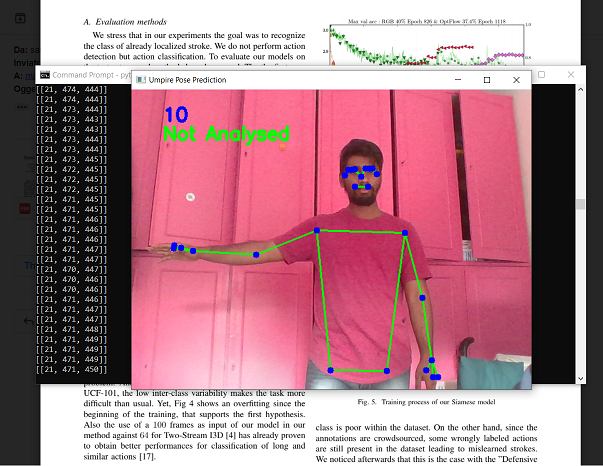 A. Evaluation methods
We stress that in our experiments the goal was to recognize
the class of already localized stroke. We do not perform action
detection but action classification. To evaluate our models on
Max val acc : RGB 40% Epoch 826 & OptFlow 37.4% Epoch 1118
Command Prompt - pyt
Umpire Pose Prediction
10
Not Analysed
[[21, 474, 444]]
[[21, 474, 444]]
[[21, 473, 444]]
[[21, 473, 443]]
[[21, 473, 443]]
[[21, 473, 444]]
[[21, 473, 444]]
[[21, 473, 445]]
[[21, 472, 445]]
[[21, 472, 445]]
[[21, 472, 445]]
[[21, 471, 445]]
[[21, 471, 446]]
[[21, 471, 446]]
[[21, 471, 446]]
[[21, 471, 446]]
[[21, 471, 447]]
[[21, 471, 447]]
[[21, 470, 447]]
[[21, 470, 446]]
[[21, 470, 446]]
[[21, 471, 446]]
[[21, 471, 447]]
[[21, 471, 447]]
[[21, 471, 448]]
[[21, 471, 449]]
[[21, 471, 449]]
[[21, 471, 449]]
[[21, 471, 450]]
UCF-101, the low inter-class variability makes the task more
difficult than usual. Yet, Fig 4 shows an overfitting since the
beginning of the training, that supports the first hypothesis.
Also the use of a 100 frames as input of our model in our
method against 64 for Two-Stream I3D [4] has already proven
to obtain better performances for classification of long and
similar actions [17].
Fig. 5. Training process of our Siamese model
class is poor within the dataset. On the other hand, since the
annotations are crowdsourced, some wrongly labeled actions
are still present in the dataset leading to mislearned strokes.
We noticed afterwards that this is the case with the "Defensive